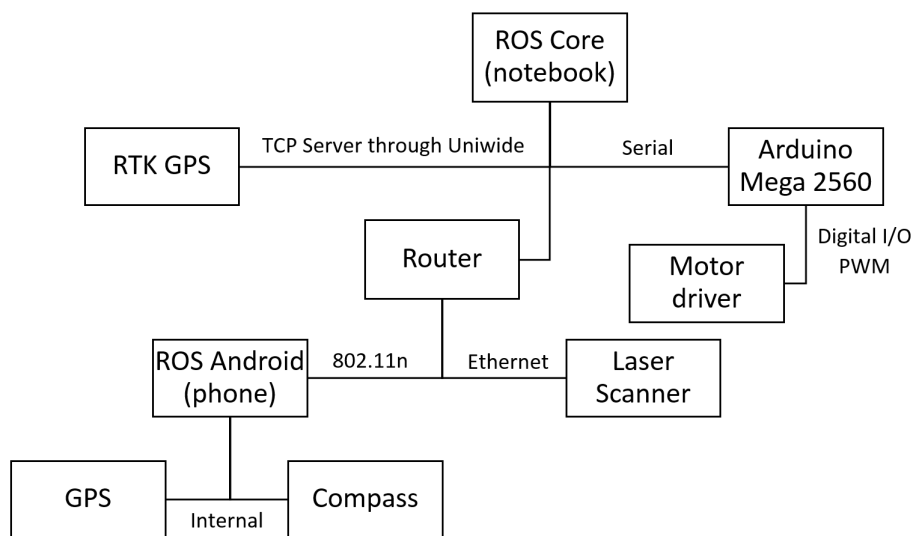 ROS Core
(notebook)
TCP Server through Uniwide
Serial
RTK GPS
Arduino
Mega 2560
Router
Digital I/O
PWM
Motor
driver
ROS Android
(phone)
802.11n
Ethernet
Laser
Scanner
GPS
Internal
Compass